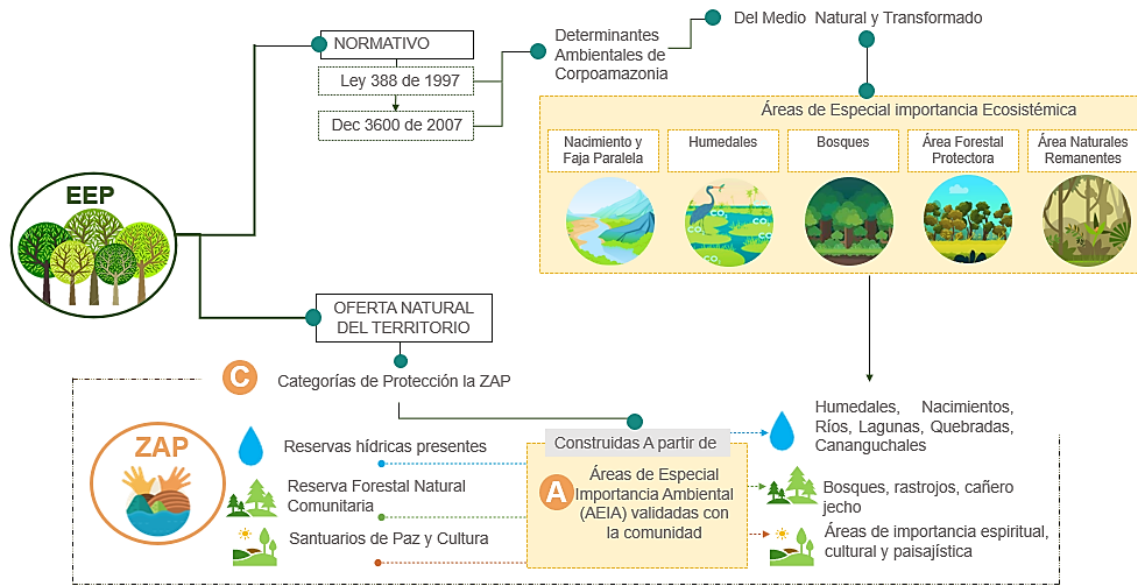 EEP
NORMATIVO
Ley 388 de 1997
Dec 3600 de 2007
Determinantes
Ambientales de
Corpoamazonia
Del Medio Natural y Transformado
Áreas de Especial importancia Ecosistémica
Nacimiento y
Faja Paralela
Humedales
Bosques
Área Forestal
Protectora
Área Naturales
Remanentes
CO₂
CO₂
CO₂
OFERTA NATURAL
DEL TERRITORIO
C
Categorías de Protección la ZAP
ZAP
Reservas hídricas presentes
Reserva Forestal Natural
Comunitaria
Santuarios de Paz y Cultura
Construidas A partir de
A
Áreas de Especial
Importancia Ambiental
(AEIA) validadas con
la comunidad
Humedales, Nacimientos,
Ríos, Lagunas, Quebradas,
Cananguchales
Bosques, rastrojos, cañero
jecho
Áreas de importancia espiritual,
cultural y paisajística